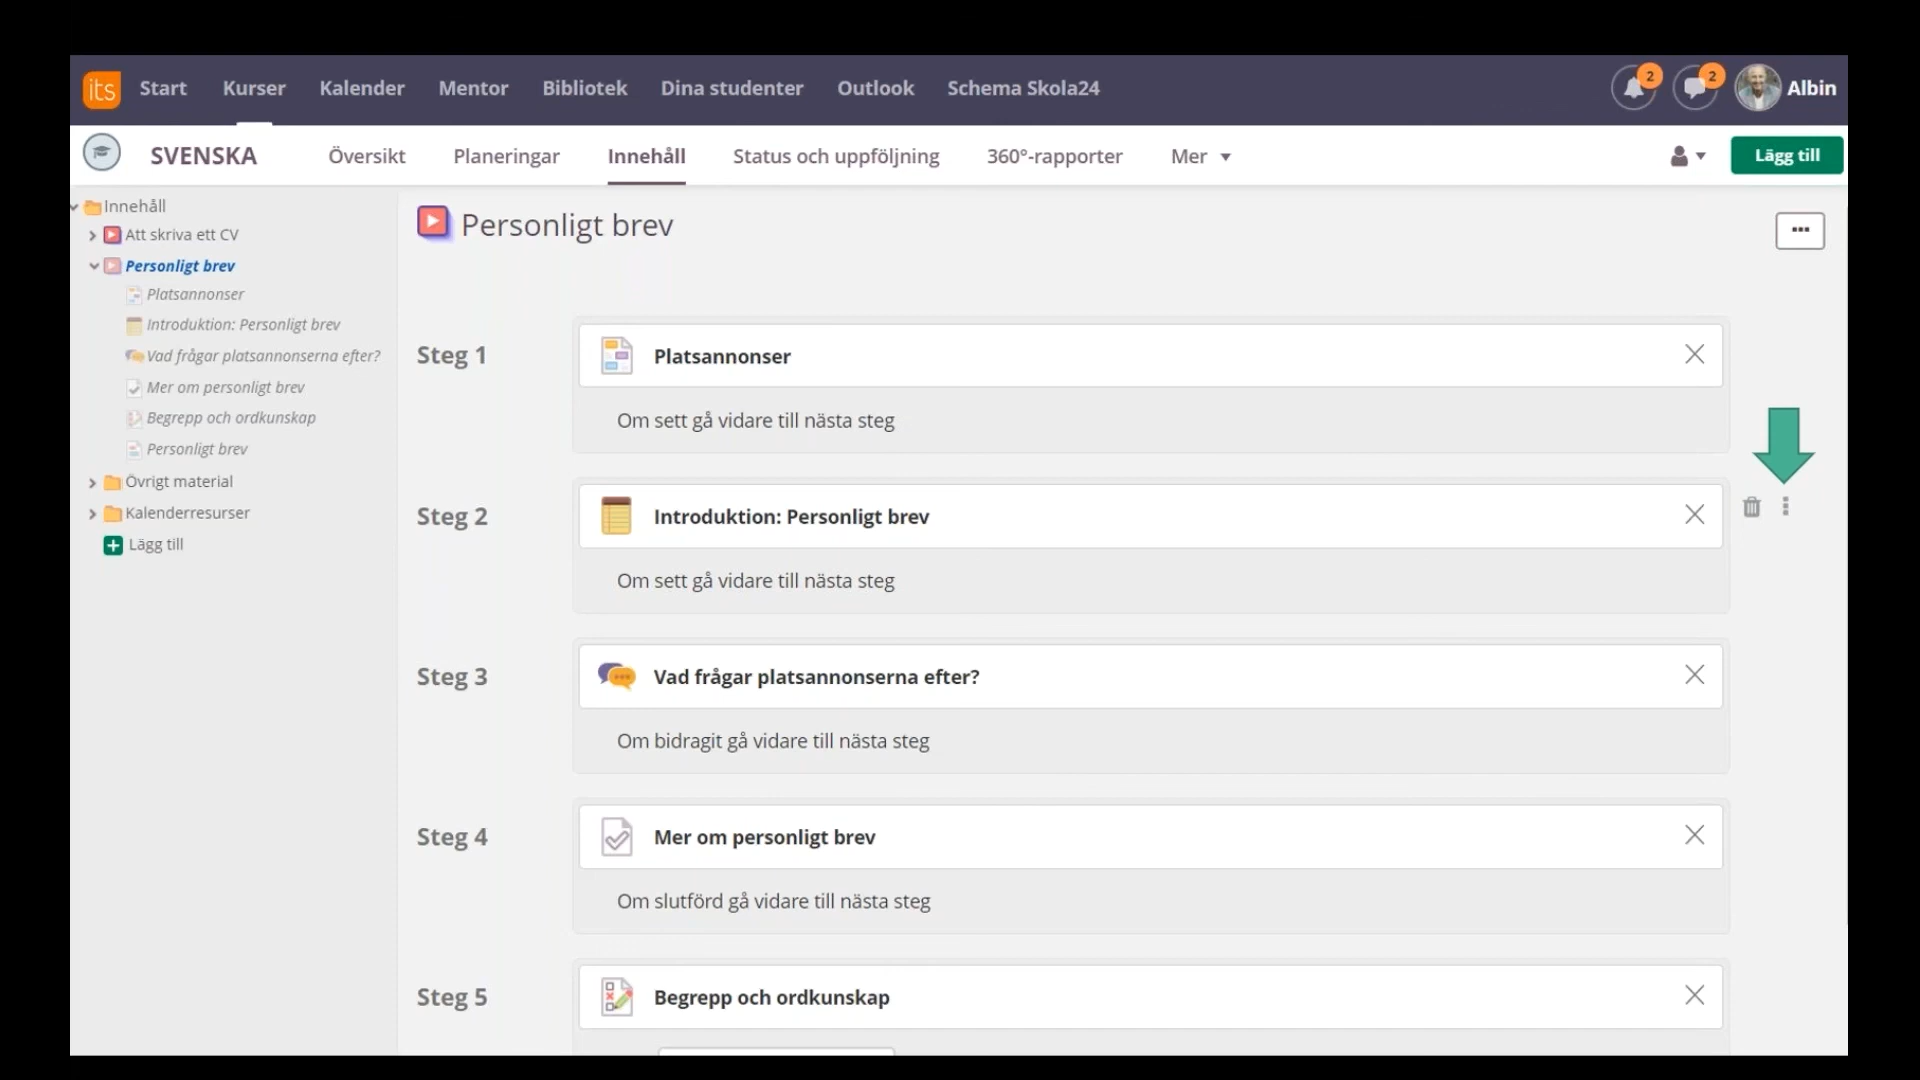 its Start Kurser Kalender Mentor Bibliotek Dina studenter Outlook Schema Skola24 2 2 Albin
SVENSKA Översikt Planeringar Innehåll Status och uppföljning 360°-rapporter Mer Lägg till
Innehåll
Att skriva ett CV
Personligt brev
Platsannonser
Introduktion: Personligt brev
Vad frågar platsannonserna efter?
Mer om personligt brev
Begrepp och ordkunskap
Personligt brev
Övrigt material
Kalenderresurser
Lägg till
Personligt brev
Steg 1 Platsannonser
Om sett gå vidare till nästa steg
Steg 2 Introduktion: Personligt brev
Om sett gå vidare till nästa steg
Steg 3 Vad frågar platsannonserna efter?
Om bidragit gå vidare till nästa steg
Steg 4 Mer om personligt brev
Om slutförd gå vidare till nästa steg
Steg 5 Begrepp och ordkunskap